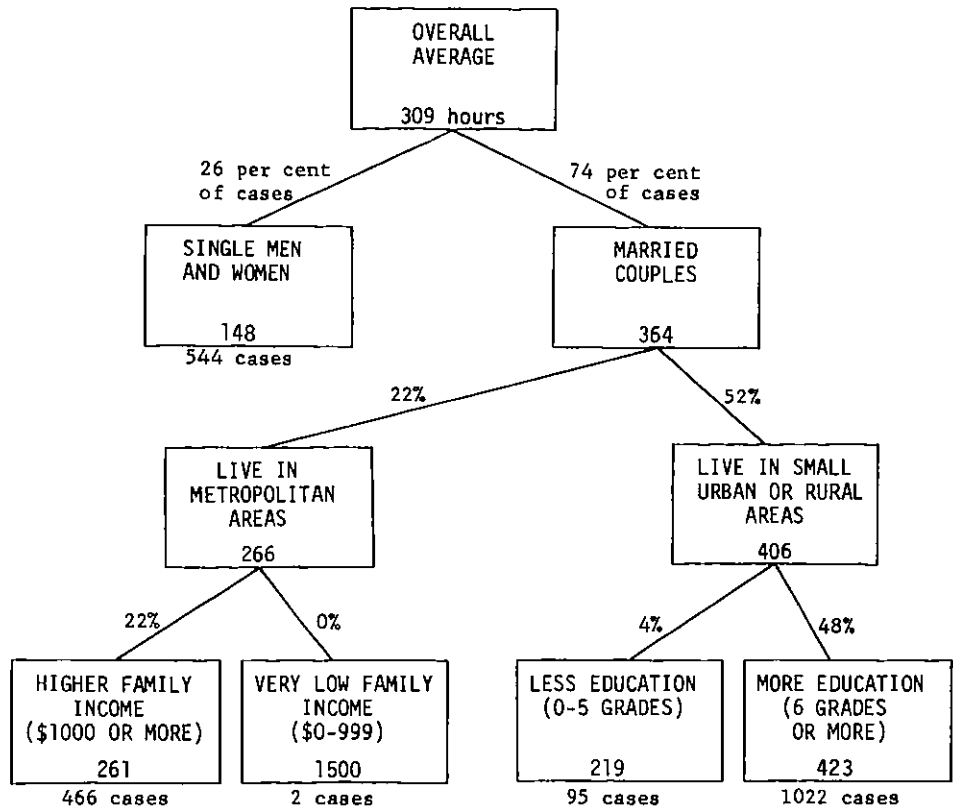 OVERALL
AVERAGE
309 hours
26 per cent
of cases
74 per cent
of cases
SINGLE MEN
AND WOMEN
148
544 cases
MARRIED
COUPLES
364
22%
52%
LIVE IN
METROPOLITAN
AREAS
266
LIVE IN SMALL
URBAN OR RURAL
AREAS
406
22%
0%
4%
48%
HIGHER FAMILY
INCOME
($1000 OR MORE)
261
466 cases
VERY LOW FAMILY
INCOME
($0-999)
1500
2 cases
LESS EDUCATION
(0-5 GRADES)
219
95 cases
MORE EDUCATION
(6 GRADES
OR MORE)
423
1022 cases